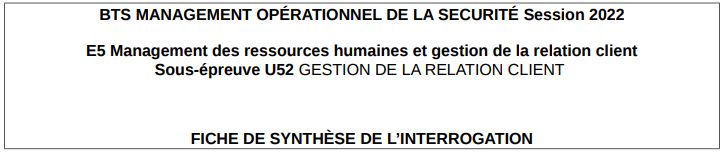 BTS MANAGEMENT OPÉRATIONNEL DE LA SECURITÉ Session 2022
E5 Management des ressources humaines et gestion de la relation client
Sous-épreuve U52 GESTION DE LA RELATION CLIENT
FICHE DE SYNTHÈSE DE L’INTERROGATION